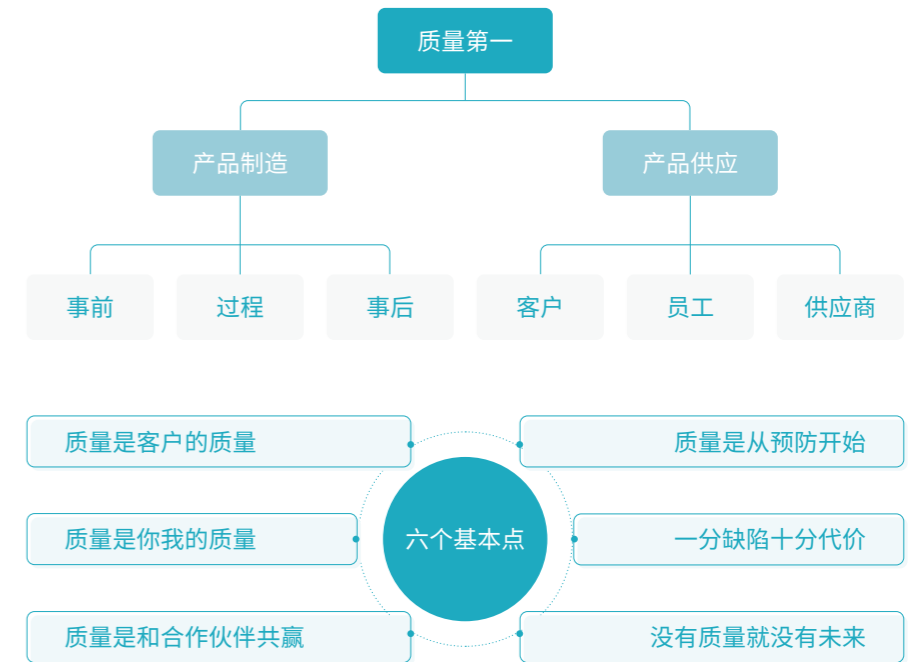 质量第一
产品制造
产品供应
事前
过程
事后
客户
员工
供应商
质量是客户的质量
质量是从预防开始
质量是你我的质量
六个基本点
一分缺陷十分代价
质量是和合作伙伴共赢
没有质量就没有未来